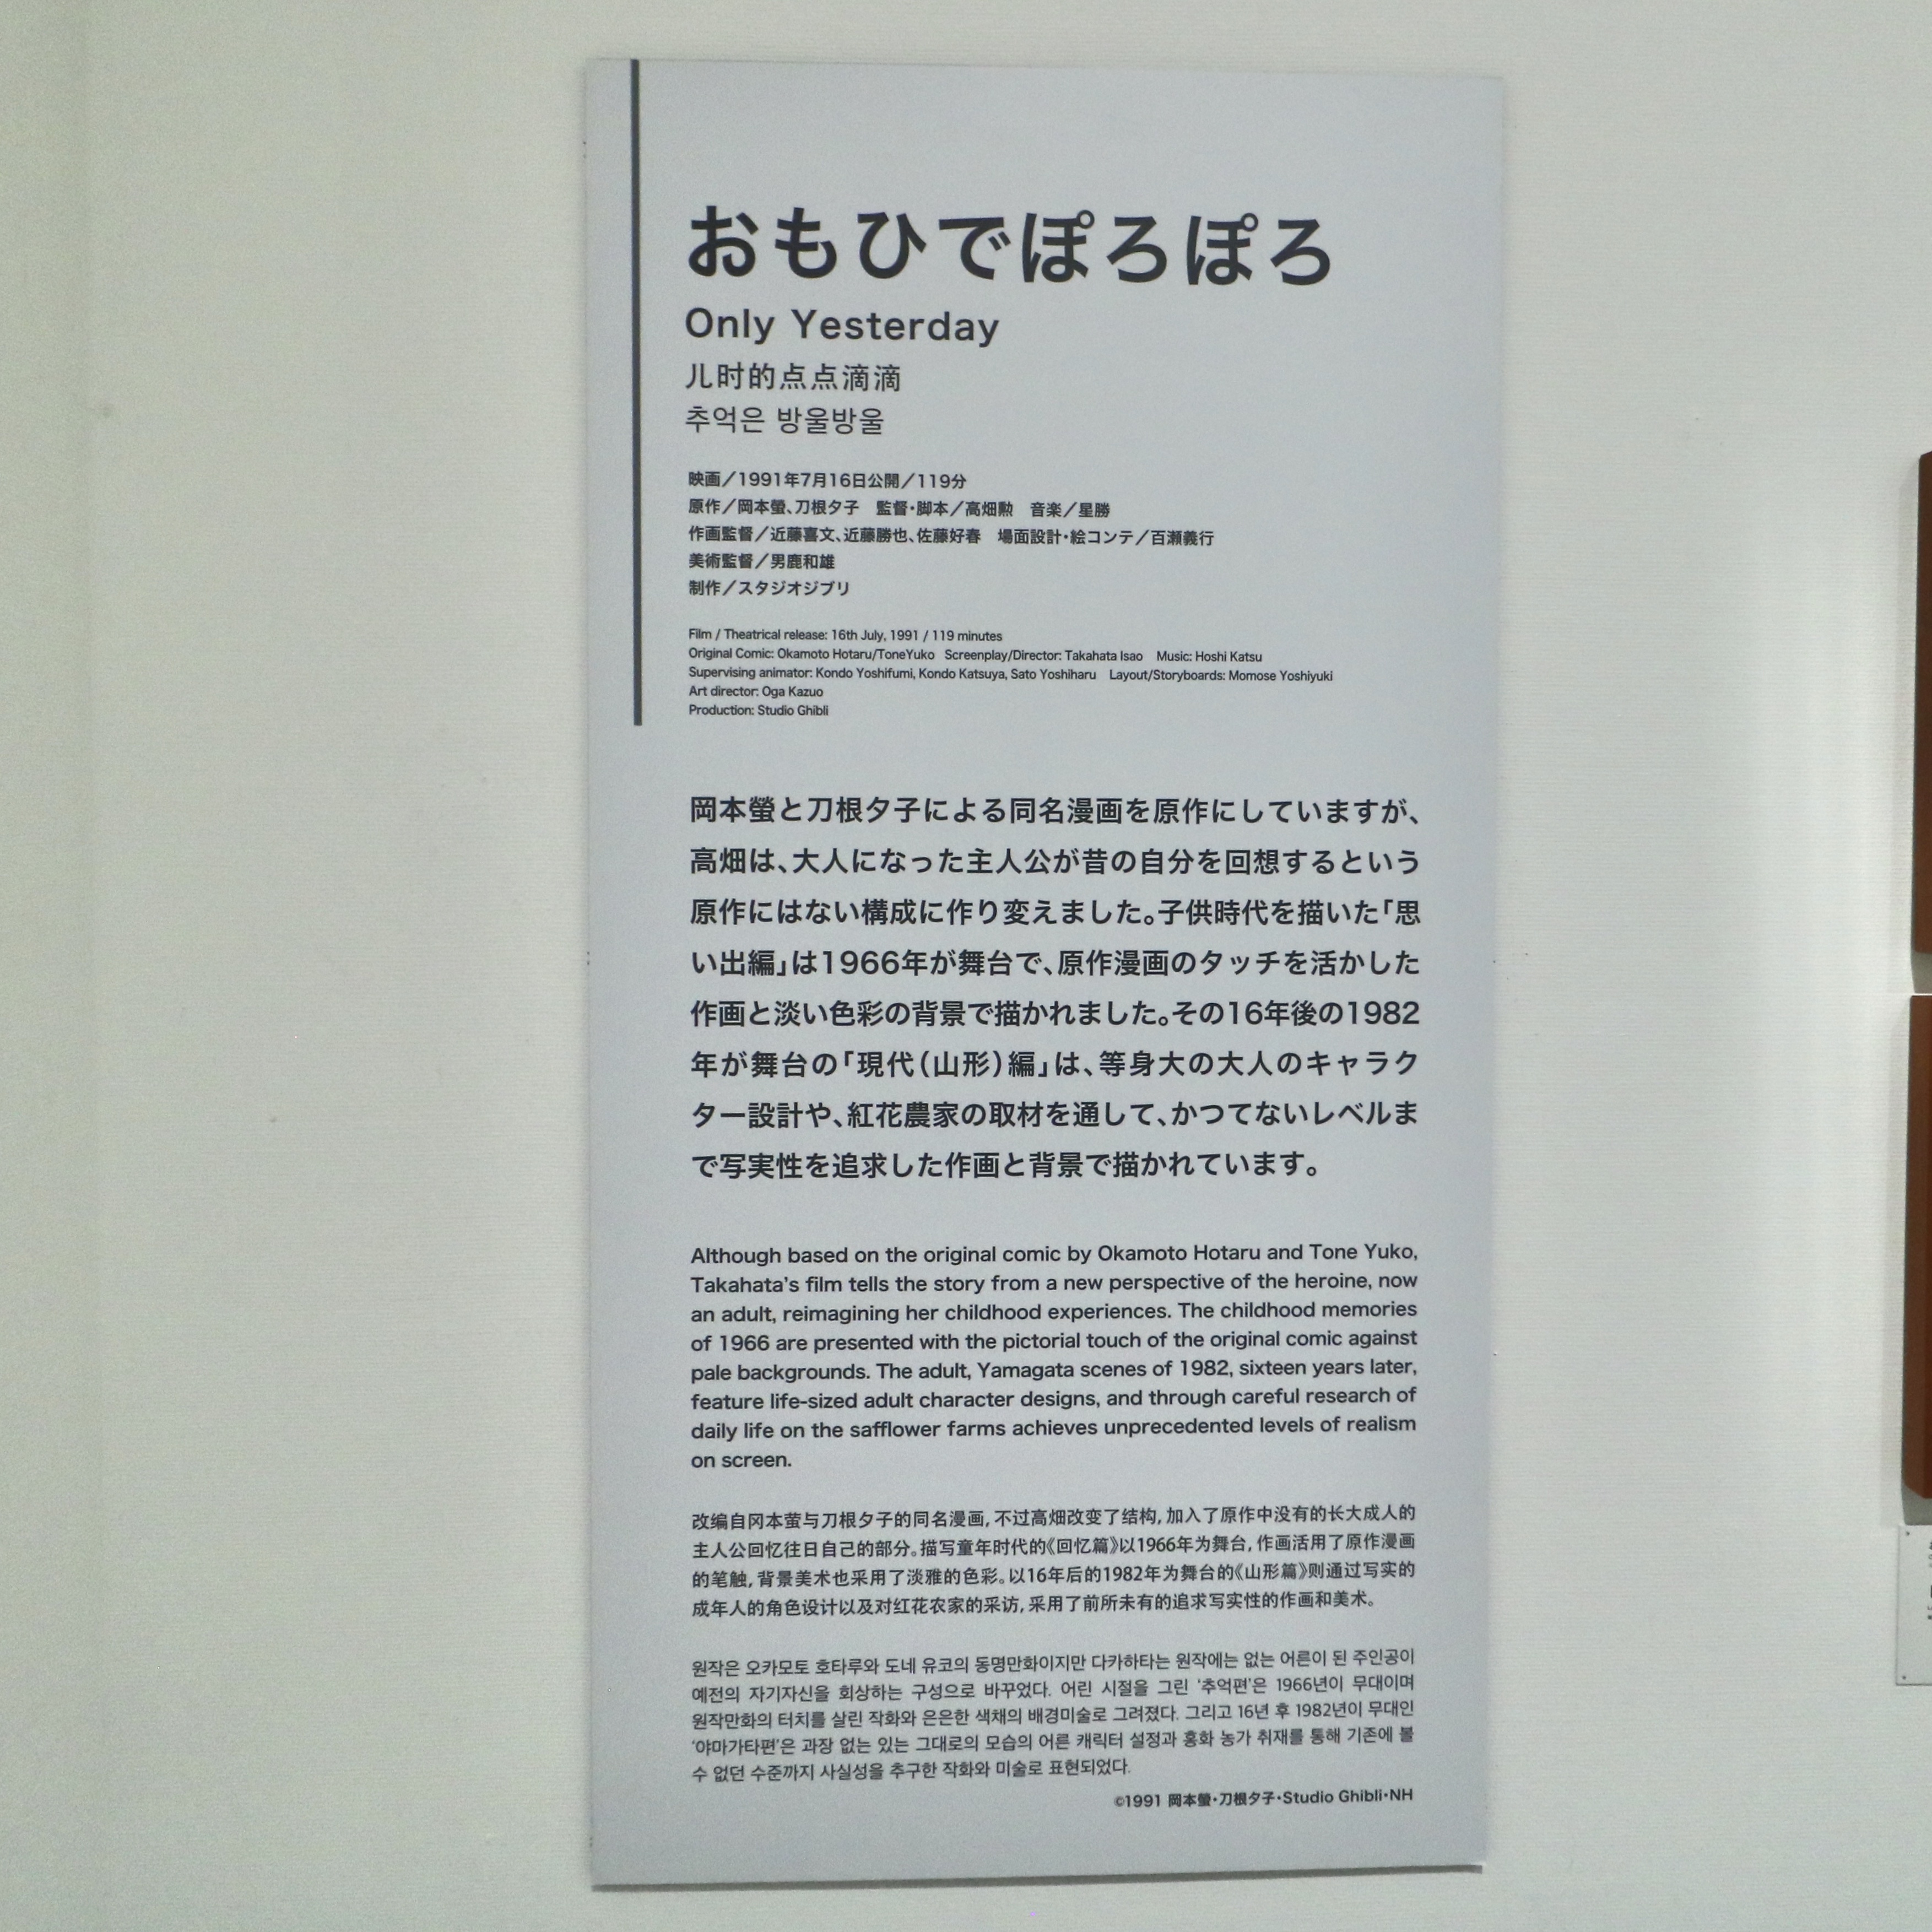 おもひでぽろぽろ
Only Yesterday
儿时的点点滴滴
추억은 방울방울
映画／1991年7月16日公開／119分
原作／岡本螢、刀根夕子　監督・脚本／高畑勲　音楽／星勝
作画監督／近藤喜文、近藤勝也、佐藤好春　場面設計・絵コンテ／百瀬義行
美術監督／男鹿和雄
制作／スタジオジブリ
Film / Theatrical release: 16th July, 1991 / 119 minutes
Original Comic: Okamoto Hotaru/ToneYuko Screenplay/Director: Takahata Isao Music: Hoshi Katsu
Supervising animator: Kondo Yoshifumi, Kondo Katsuya, Sato Yoshiharu Layout/Storyboards: Momose Yoshiyuki
Art director: Oga Kazuo
Production: Studio Ghibli
岡本螢と刀根夕子による同名漫画を原作にしていますが、
高畑は、大人になった主人公が昔の自分を回想するという
原作にはない構成に作り変えました。子供時代を描いた「思
い出編」は1966年が舞台で、原作漫画のタッチを活かした
作画と淡い色彩の背景で描かれました。その16年後の1982
年が舞台の「現代（山形）編」は、等身大の大人のキャラク
ター設計や、紅花農家の取材を通して、かつてないレベルま
で写実性を追求した作画と背景で描かれています。
Although based on the original comic by Okamoto Hotaru and Tone Yuko,
Takahata's film tells the story from a new perspective of the heroine, now
an adult, reimagining her childhood experiences. The childhood memories
of 1966 are presented with the pictorial touch of the original comic against
pale backgrounds. The adult, Yamagata scenes of 1982, sixteen years later,
feature life-sized adult character designs, and through careful research of
daily life on the safflower farms achieves unprecedented levels of realism
on screen.
改编自冈本萤与刀根夕子的同名漫画，不过高畑改变了结构，加入了原作中没有的长大成人的
主人公回忆往日自己的部分。描写童年时代的《回忆篇》以1966年为舞台，作画活用了原作漫画
的笔触，背景美术也采用了淡雅的色彩。以16年后的1982年为舞台的《山形篇》则通过写实的
成年人的角色设计以及对红花农家的采访，采用了前所未有的追求写实性的作画和美术。
원작은 오카모토 호타루와 도네 유코의 동명만화이지만 다카하타는 원작에는 없는 어른이 된 주인공이
예전의 자기자신을 회상하는 구성으로 바꾸었다. 어린 시절을 그린 '추억편'은 1966년이 무대이며
원작만화의 터치를 살린 작화와 은은한 색채의 배경미술로 그려졌다. 그리고 16년 후 1982년이 무대인
'야마가타편'은 과장 없는 있는 그대로의 모습의 어른 캐릭터 설정과 홍화 농가 취재를 통해 기존에 볼
수 없던 수준까지 사실성을 추구한 작화와 미술로 표현되었다.
©1991 岡本螢・刀根夕子・Studio Ghibli・NH